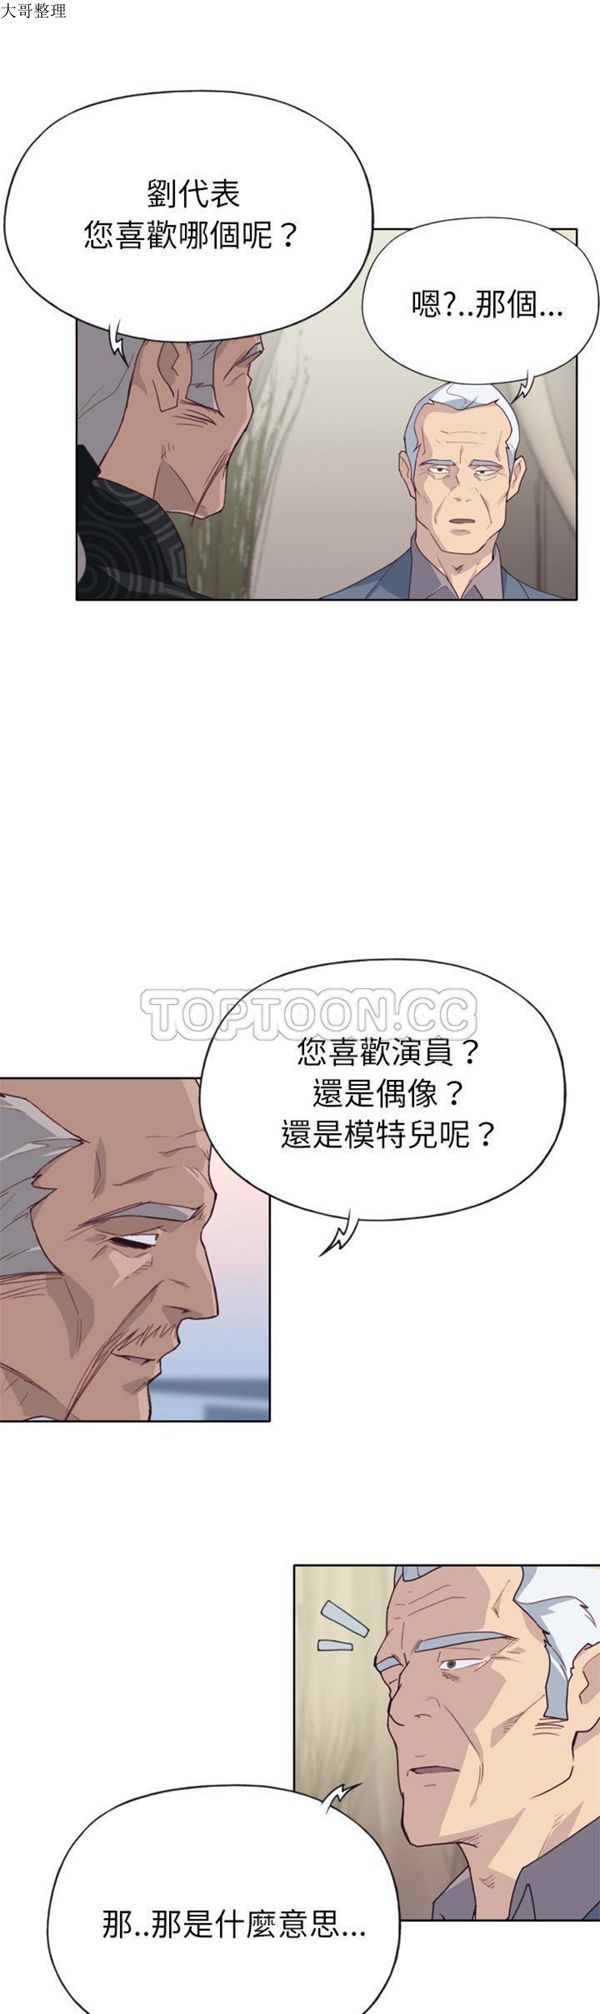 大哥整理
劉代表
您喜歡哪個呢？
嗯?..那個...
TOPTOON.CC
您喜歡演員？
還是偶像？
還是模特兒呢？
那..那是什麼意思...